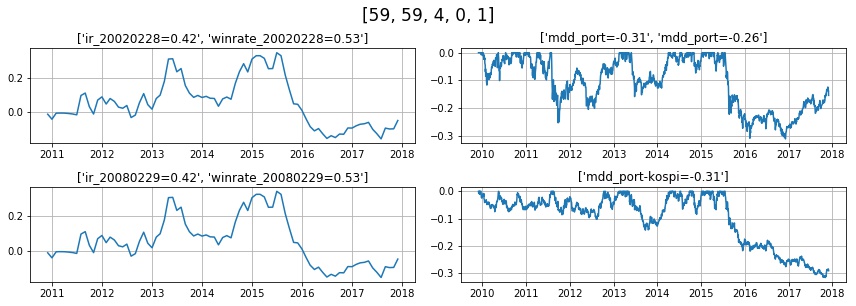 [59, 59, 4, 0, 1]
['ir_20020228=0.42', 'winrate_20020228=0.53']
0.2
0.0
2011 2012 2013 2014 2015 2016 2017 2018
['mdd_port=-0.31', 'mdd_port=-0.26']
0.0
−0.1
−0.2
−0.3
2010 2011 2012 2013 2014 2015 2016 2017 2018
['ir_20080229=0.42', 'winrate_20080229=0.53']
0.2
0.0
2011 2012 2013 2014 2015 2016 2017 2018
['mdd_port-kospi=-0.31']
0.0
−0.1
−0.2
−0.3
2010 2011 2012 2013 2014 2015 2016 2017 2018